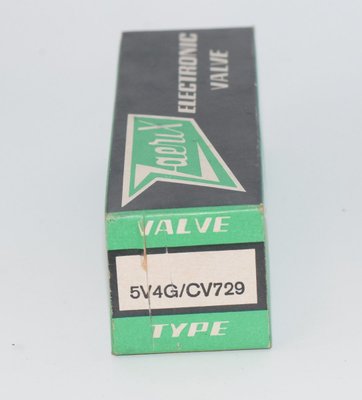 Zaerix
ELECTRONIC
VALVE
VALVE
5V4G/CV729
TYPE